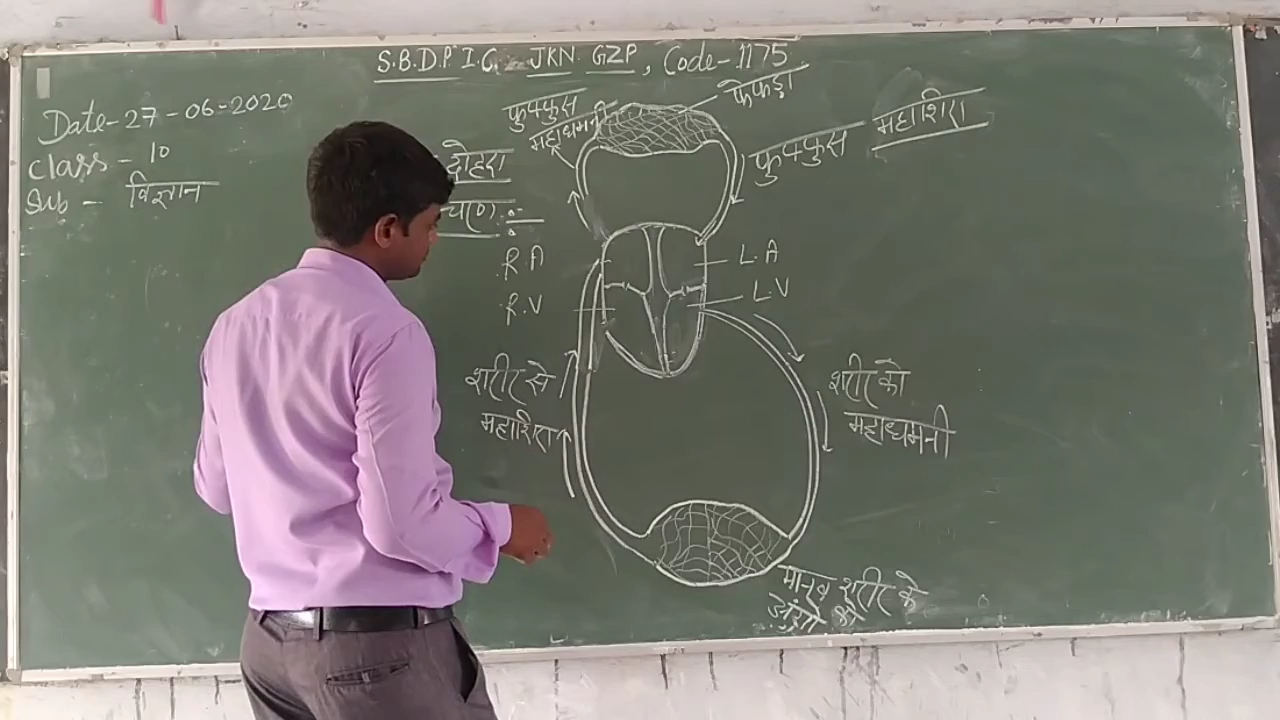 S.B.D.P. I.C. JKN. GZP, Code-1175
Date-27-06-2020
Class - 10
Sub - विज्ञान
दोहरा
फुफ्फुस
महाधमनी
फेफड़ा
फुफ्फुस महाशिरा
R A
R.V
L.A
L.V
शरीर से
महाशिरा
शरीर को
महाधमनी
मानव शरीर के